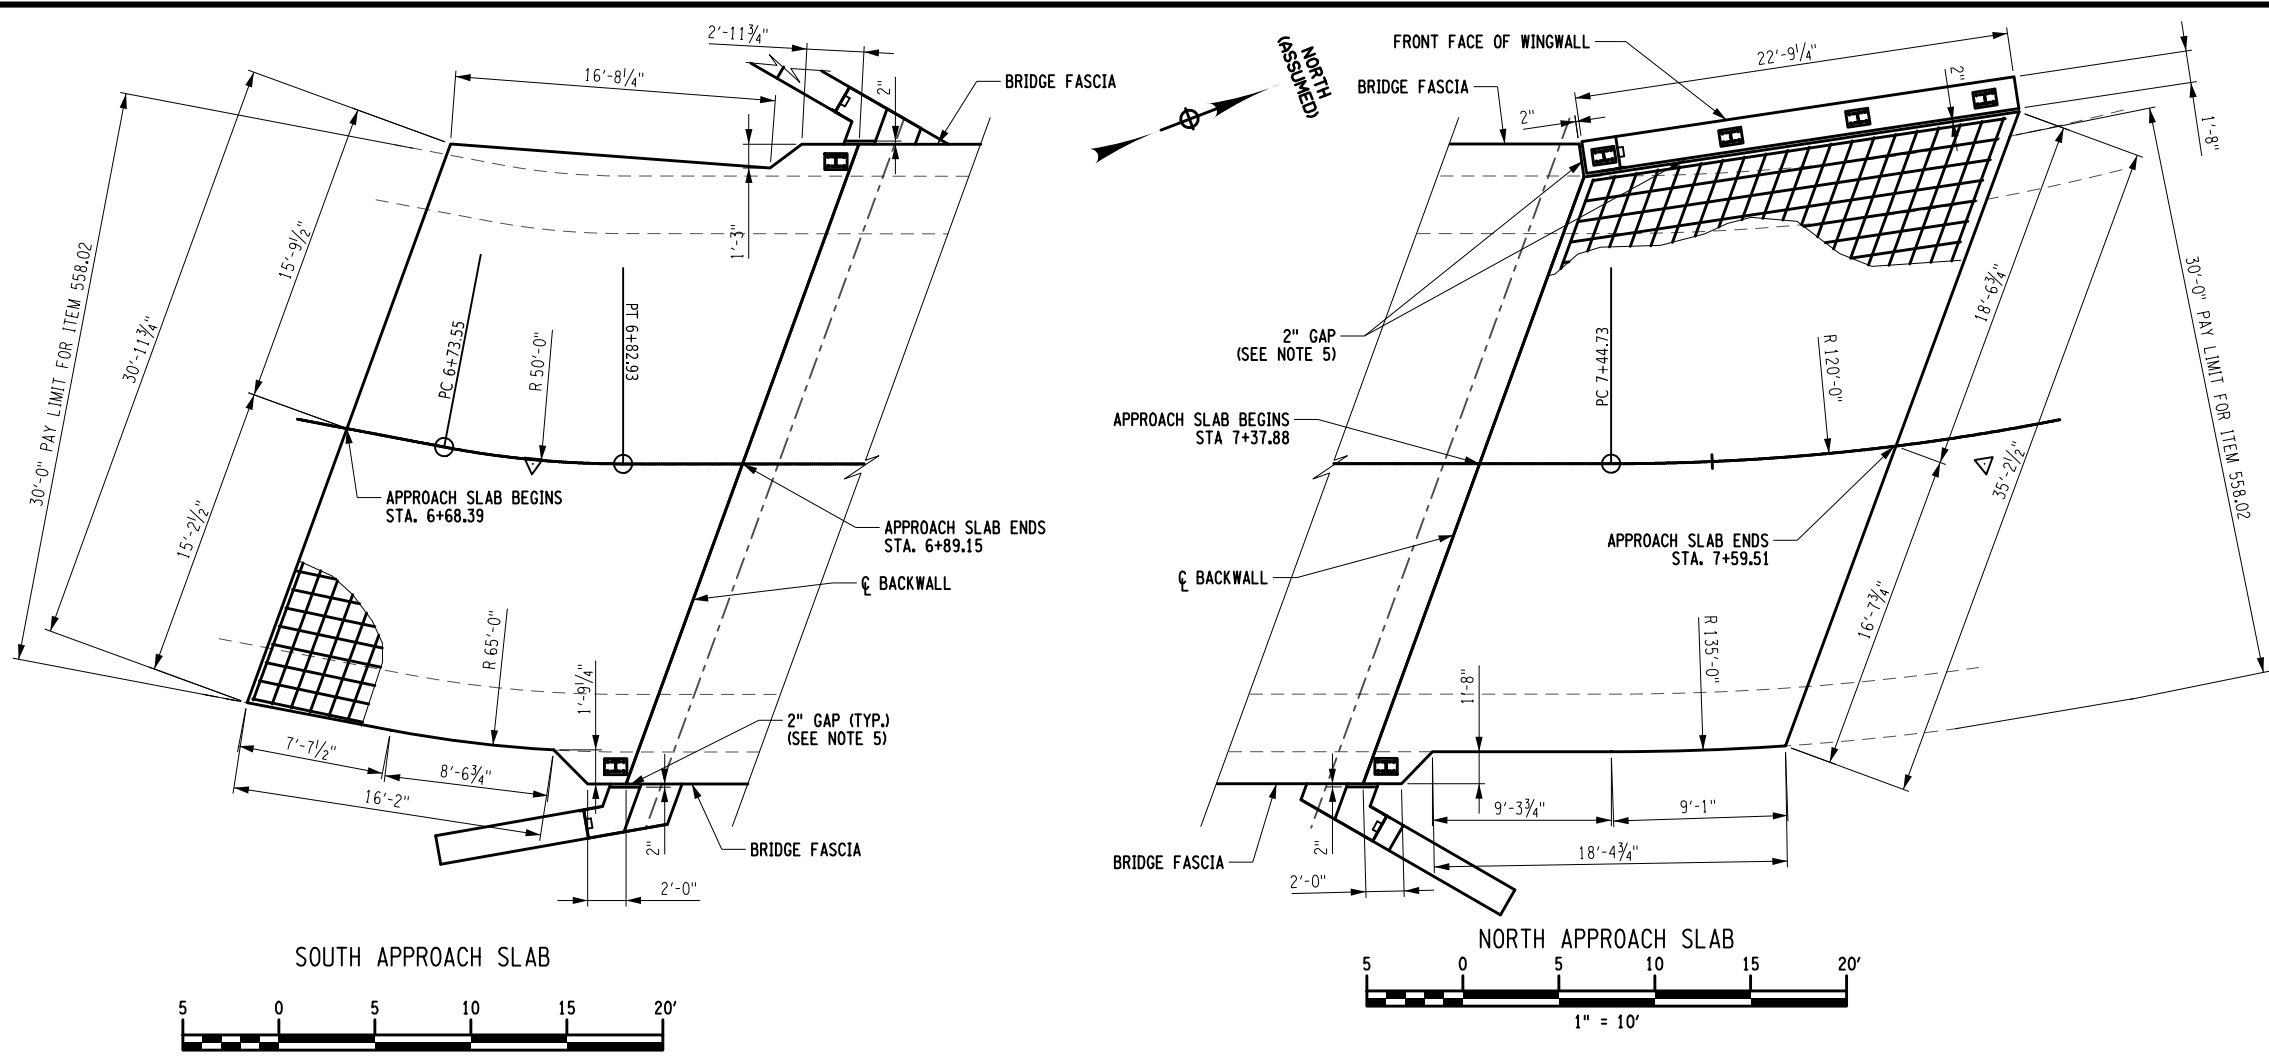 2'-11¾"
16'-8¼"
2"
BRIDGE FASCIA
15'-9½"
30'-11¾"
30'-0" PAY LIMIT FOR ITEM 558.02
1'-3"
PC 6+73.55
R 50'-0"
PT 6+82.93
APPROACH SLAB BEGINS
STA. 6+68.39
15'-2½"
APPROACH SLAB ENDS
STA. 6+89.15
℄ BACKWALL
R 65'-0"
1'-9¼"
2" GAP (TYP.)
(SEE NOTE 5)
7'-7½"
8'-6¾"
16'-2"
2"
BRIDGE FASCIA
2'-0"
SOUTH APPROACH SLAB
5 0 5 10 15 20'
NORTH
(ASSUMED)
FRONT FACE OF WINGWALL
BRIDGE FASCIA
22'-9¼"
2"
2"
1'-8"
2" GAP
(SEE NOTE 5)
PC 7+44.73
R 120'-0"
18'-6¾"
30'-0" PAY LIMIT FOR ITEM 558.02
APPROACH SLAB BEGINS
STA 7+37.88
35'-2½"
APPROACH SLAB ENDS
STA. 7+59.51
℄ BACKWALL
16'-7¾"
R 135'-0"
1'-8"
9'-3¾"
9'-1"
18'-4¾"
2"
BRIDGE FASCIA
2'-0"
NORTH APPROACH SLAB
5 0 5 10 15 20'
1" = 10'